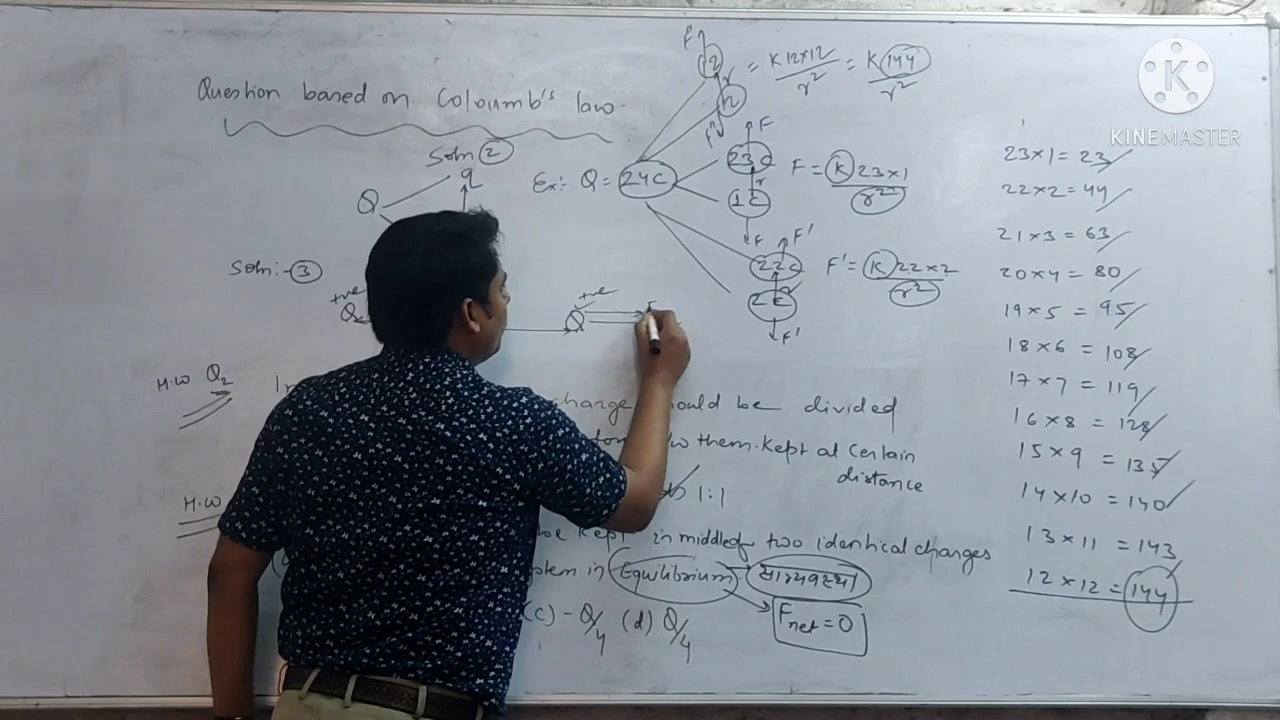 Question based on Coloumb's law.
Soln 2
Q q
Ex:- Q = 24C
F
12
r
12
F
= K 12×12 / r² = K 144 / r²
F
23C
r
1C
F
F = K 23×1 / r²
F'
22C
r
2C
F'
F' = K 22×2 / r²
23×1 = 23
22×2 = 44
21×3 = 63
20×4 = 80
19×5 = 95
18×6 = 108
17×7 = 119
16×8 = 128
15×9 = 135
14×10 = 140
13×11 = 143
12×12 = 144
Soln:- 3
+ve +ve
Q Q
H.W Q2 charge should be divided
b/w them. Kept at certain
distance
1:1
H.W
be kept in middle of two identical charges
in Equilibrium. साम्यवस्था
(c) - Q/4 (d) Q/4
Fnet = 0
K
KINEMASTER